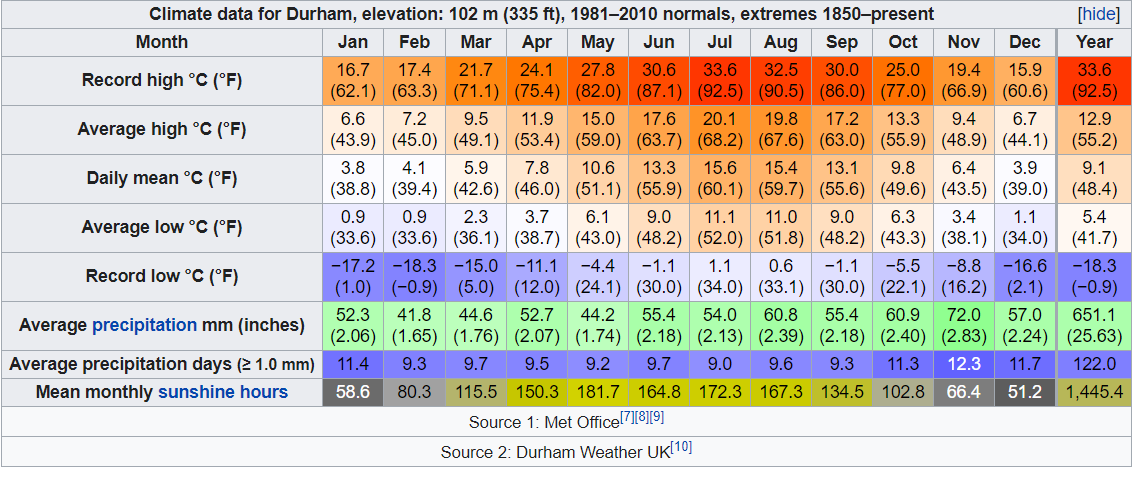 Climate data for Durham, elevation: 102 m (335 ft), 1981–2010 normals, extremes 1850–present [hide]
Month Jan Feb Mar Apr May Jun Jul Aug Sep Oct Nov Dec Year
Record high °C (°F) 16.7 17.4 21.7 24.1 27.8 30.6 33.6 32.5 30.0 25.0 19.4 15.9 33.6
(62.1) (63.3) (71.1) (75.4) (82.0) (87.1) (92.5) (90.5) (86.0) (77.0) (66.9) (60.6) (92.5)
Average high °C (°F) 6.6 7.2 9.5 11.9 15.0 17.6 20.1 19.8 17.2 13.3 9.4 6.7 12.9
(43.9) (45.0) (49.1) (53.4) (59.0) (63.7) (68.2) (67.6) (63.0) (55.9) (48.9) (44.1) (55.2)
Daily mean °C (°F) 3.8 4.1 5.9 7.8 10.6 13.3 15.6 15.4 13.1 9.8 6.4 3.9 9.1
(38.8) (39.4) (42.6) (46.0) (51.1) (55.9) (60.1) (59.7) (55.6) (49.6) (43.5) (39.0) (48.4)
Average low °C (°F) 0.9 0.9 2.3 3.7 6.1 9.0 11.1 11.0 9.0 6.3 3.4 1.1 5.4
(33.6) (33.6) (36.1) (38.7) (43.0) (48.2) (52.0) (51.8) (48.2) (43.3) (38.1) (34.0) (41.7)
Record low °C (°F) −17.2 −18.3 −15.0 −11.1 −4.4 −1.1 1.1 0.6 −1.1 −5.5 −8.8 −16.6 −18.3
(1.0) (−0.9) (5.0) (12.0) (24.1) (30.0) (34.0) (33.1) (30.0) (22.1) (16.2) (2.1) (−0.9)
Average precipitation mm (inches) 52.3 41.8 44.6 52.7 44.2 55.4 54.0 60.8 55.4 60.9 72.0 57.0 651.1
(2.06) (1.65) (1.76) (2.07) (1.74) (2.18) (2.13) (2.39) (2.18) (2.40) (2.83) (2.24) (25.63)
Average precipitation days (≥ 1.0 mm) 11.4 9.3 9.7 9.5 9.2 9.7 9.0 9.6 9.3 11.3 12.3 11.7 122.0
Mean monthly sunshine hours 58.6 80.3 115.5 150.3 181.7 164.8 172.3 167.3 134.5 102.8 66.4 51.2 1,445.4
Source 1: Met Office[7][8][9]
Source 2: Durham Weather UK[10]